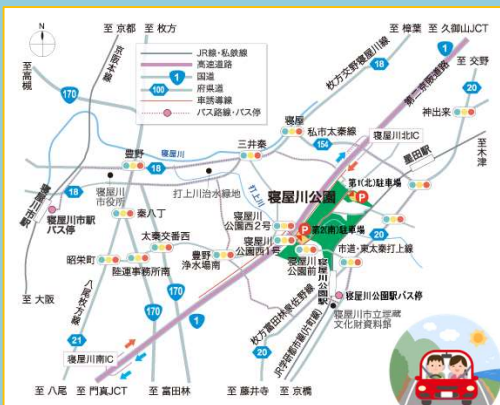 至 京都
至 枚方
至 樟葉
至 久御山JCT
N
至 高槻
京阪本線
JR線・私鉄線
高速道路
1
国道
100
府県道
車誘導線
バス路線・バス停
枚方交野寝屋川線
18
第二京阪道路
至 交野
20
神出来
170
1
170
寝屋
私市太秦線
寝屋川北IC
三井秦
154
星田駅
至 木津
豊野
寝屋川
18
18
寝屋川市役所
打上川治水緑地
打上川
寝屋川公園
第1(北)駐車場
P
寝屋川市駅
寝屋川市駅
バス停
秦八丁
寝屋川
公園西2号
P
第2(南)駐車場
20
太秦交番西
寝屋川
公園西1号
市道・東太秦打上線
昭栄町
陸運事務所南
豊野
浄水場南
寝屋川
公園前
寝屋川公園駅
寝屋川公園駅バス停
至 大阪
八尾枚方線
1
枚方富田林泉佐野線
JR学研都市線(片町線)
寝屋川市立埋蔵
文化財資料館
21
170
20
寝屋川南IC
至 八尾
至 門真JCT
至 富田林
至 藤井寺
至 京橋